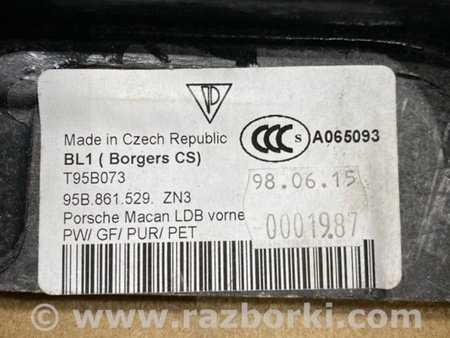 Made in Czech Republic
BL1 ( Borgers CS)
CCC S A065093
T95B073
98.06.15
95B.861.529. ZN3
Porsche Macan LDB vorne
00019.87
PW/ GF/ PUR/ PET
www.razborki.com